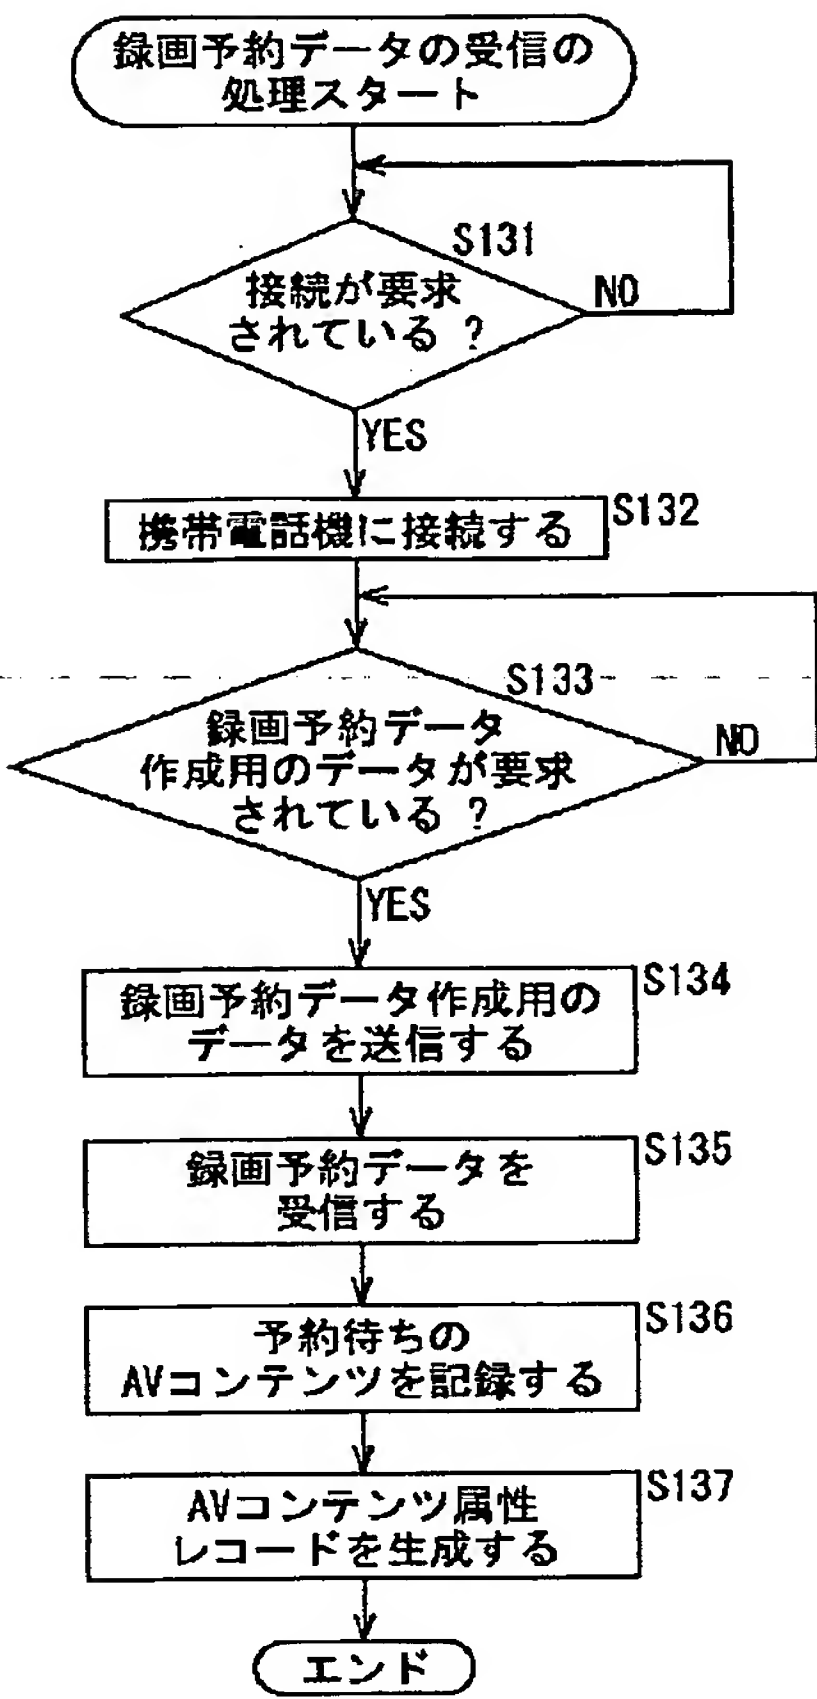 録画予約データの受信の
処理スタート
S131
接続が要求
されている ?
NO
YES
携帯電話機に接続する
S132
S133
録画予約データ
作成用のデータが要求
されている ?
NO
YES
S134
録画予約データ作成用の
データを送信する
S135
録画予約データを
受信する
S136
予約待ちの
AVコンテンツを記録する
S137
AVコンテンツ属性
レコードを生成する
エンド